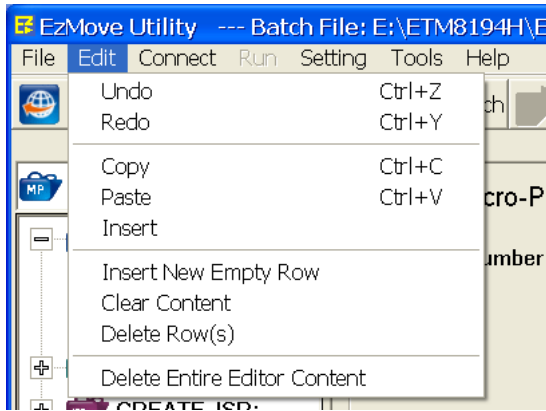 EzMove Utility --- Batch File: E:\ETM8194H\E
File Edit Connect Run Setting Tools Help
Undo Ctrl+Z
Redo Ctrl+Y
Copy Ctrl+C
Paste Ctrl+V
Insert
Insert New Empty Row
Clear Content
Delete Row(s)
Delete Entire Editor Content
ch
MP
cro-P
umber
CREATE_ISR: